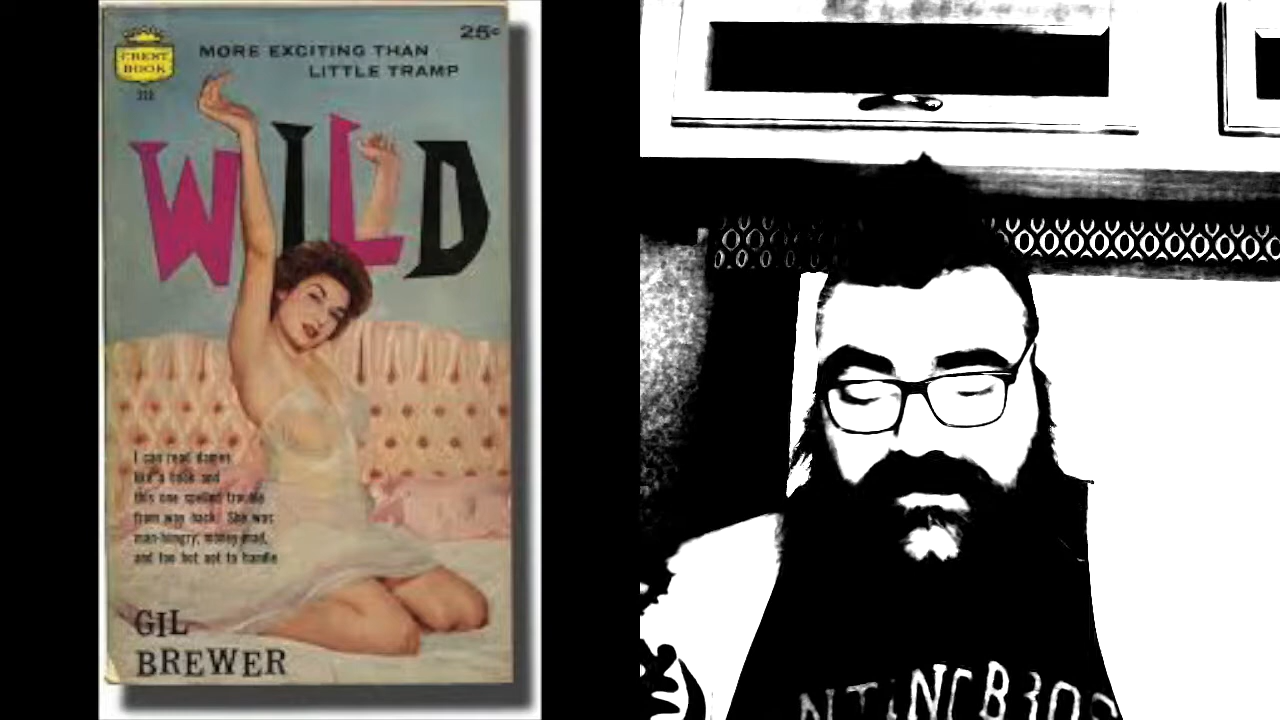 25¢
CREST
BOOK
MORE EXCITING THAN
LITTLE TRAMP
WILD
I can read dames
like a book and
this one spelled trouble
from way back. She was
man-hungry, money-mad,
and too hot not to handle
GIL
BREWER